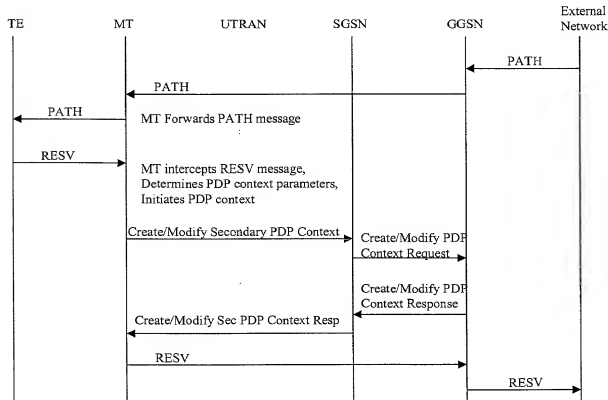 TE MT UTRAN SGSN GGSN External
Network
PATH
PATH
PATH
MT Forwards PATH message
RESV
MT intercepts RESV message,
Determines PDP context parameters,
Initiates PDP context
Create/Modify Secondary PDP Context
Create/Modify PDP
Context Request
Create/Modify PDP
Context Response
Create/Modify Sec PDP Context Resp
RESV
RESV